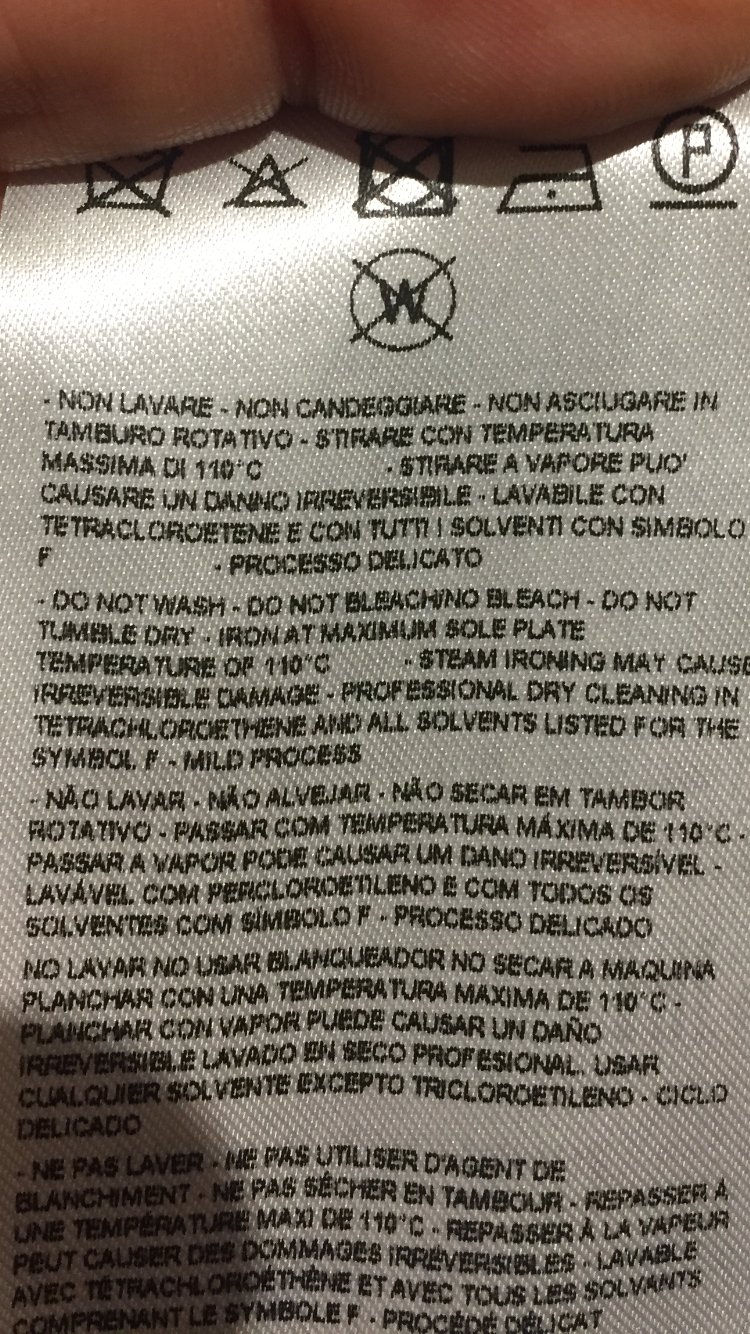 P
W
- NON LAVARE - NON CANDEGGIARE - NON ASCIUGARE IN
TAMBURO ROTATIVO - STIRARE CON TEMPERATURA
MASSIMA DI 110°C - STIRARE A VAPORE PUO'
CAUSARE UN DANNO IRREVERSIBILE - LAVABILE CON
TETRACLOROETENE E CON TUTTI I SOLVENTI CON SIMBOLO
F - PROCESSO DELICATO
- DO NOT WASH - DO NOT BLEACH/NO BLEACH - DO NOT
TUMBLE DRY - IRON AT MAXIMUM SOLE PLATE
TEMPERATURE OF 110°C - STEAM IRONING MAY CAUSE
IRREVERSIBLE DAMAGE - PROFESSIONAL DRY CLEANING IN
TETRACHLOROETHENE AND ALL SOLVENTS LISTED FOR THE
SYMBOL F - MILD PROCESS
- NÃO LAVAR - NÃO ALVEJAR - NÃO SECAR EM TAMBOR
ROTATIVO - PASSAR COM TEMPERATURA MÁXIMA DE 110°C -
PASSAR A VAPOR PODE CAUSAR UM DANO IRREVERSÍVEL -
LAVÁVEL COM PERCLOROETILENO E COM TODOS OS
SOLVENTES COM SÍMBOLO F - PROCESSO DELICADO
NO LAVAR NO USAR BLANQUEADOR NO SECAR A MAQUINA
PLANCHAR CON UNA TEMPERATURA MAXIMA DE 110°C -
PLANCHAR CON VAPOR PUEDE CAUSAR UN DAÑO
IRREVERSIBLE LAVADO EN SECO PROFESIONAL. USAR
CUALQUIER SOLVENTE EXCEPTO TRICLOROETILENO - CICLO
DELICADO
- NE PAS LAVER - NE PAS UTILISER D'AGENT DE
BLANCHIMENT - NE PAS SÉCHER EN TAMBOUR - REPASSER À
UNE TEMPÉRATURE MAXI DE 110°C - REPASSER À LA VAPEUR
PEUT CAUSER DES DOMMAGES IRRÉVERSIBLES - LAVABLE
AVEC TÉTRACHLOROÉTHÈNE ET AVEC TOUS LES SOLVANTS
COMPRENANT LE SYMBOLE F - PROCÉDÉ DÉLICAT